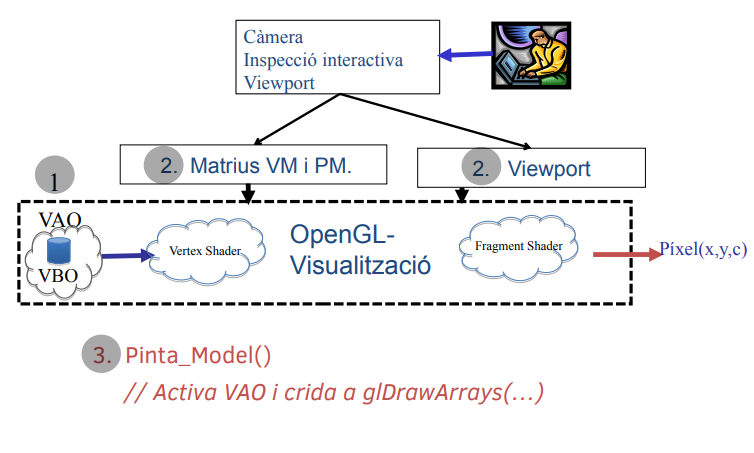 Càmera
Inspecció interactiva
Viewport
2. Matrius VM i PM.
2. Viewport
1
VAO
VBO
Vertex Shader
OpenGL-
Visualització
Fragment Shader
Píxel(x,y,c)
3. Pinta_Model()
// Activa VAO i crida a glDrawArrays(...)